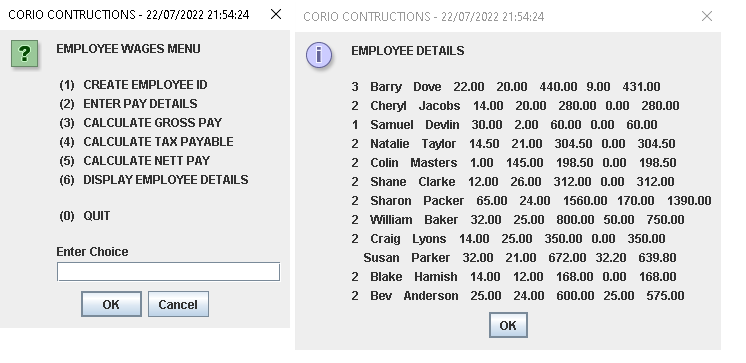 CORIO CONTRUCTIONS - 22/07/2022 21:54:24
EMPLOYEE WAGES MENU
(1) CREATE EMPLOYEE ID
(2) ENTER PAY DETAILS
(3) CALCULATE GROSS PAY
(4) CALCULATE TAX PAYABLE
(5) CALCULATE NETT PAY
(6) DISPLAY EMPLOYEE DETAILS
(0) QUIT
Enter Choice
OK Cancel
CORIO CONTRUCTIONS - 22/07/2022 21:54:24
EMPLOYEE DETAILS
3 Barry Dove 22.00 20.00 440.00 9.00 431.00
2 Cheryl Jacobs 14.00 20.00 280.00 0.00 280.00
1 Samuel Devlin 30.00 2.00 60.00 0.00 60.00
2 Natalie Taylor 14.50 21.00 304.50 0.00 304.50
2 Colin Masters 1.00 145.00 198.50 0.00 198.50
2 Shane Clarke 12.00 26.00 312.00 0.00 312.00
2 Sharon Packer 65.00 24.00 1560.00 170.00 1390.00
2 William Baker 32.00 25.00 800.00 50.00 750.00
2 Craig Lyons 14.00 25.00 350.00 0.00 350.00
Susan Parker 32.00 21.00 672.00 32.20 639.80
2 Blake Hamish 14.00 12.00 168.00 0.00 168.00
2 Bev Anderson 25.00 24.00 600.00 25.00 575.00
OK